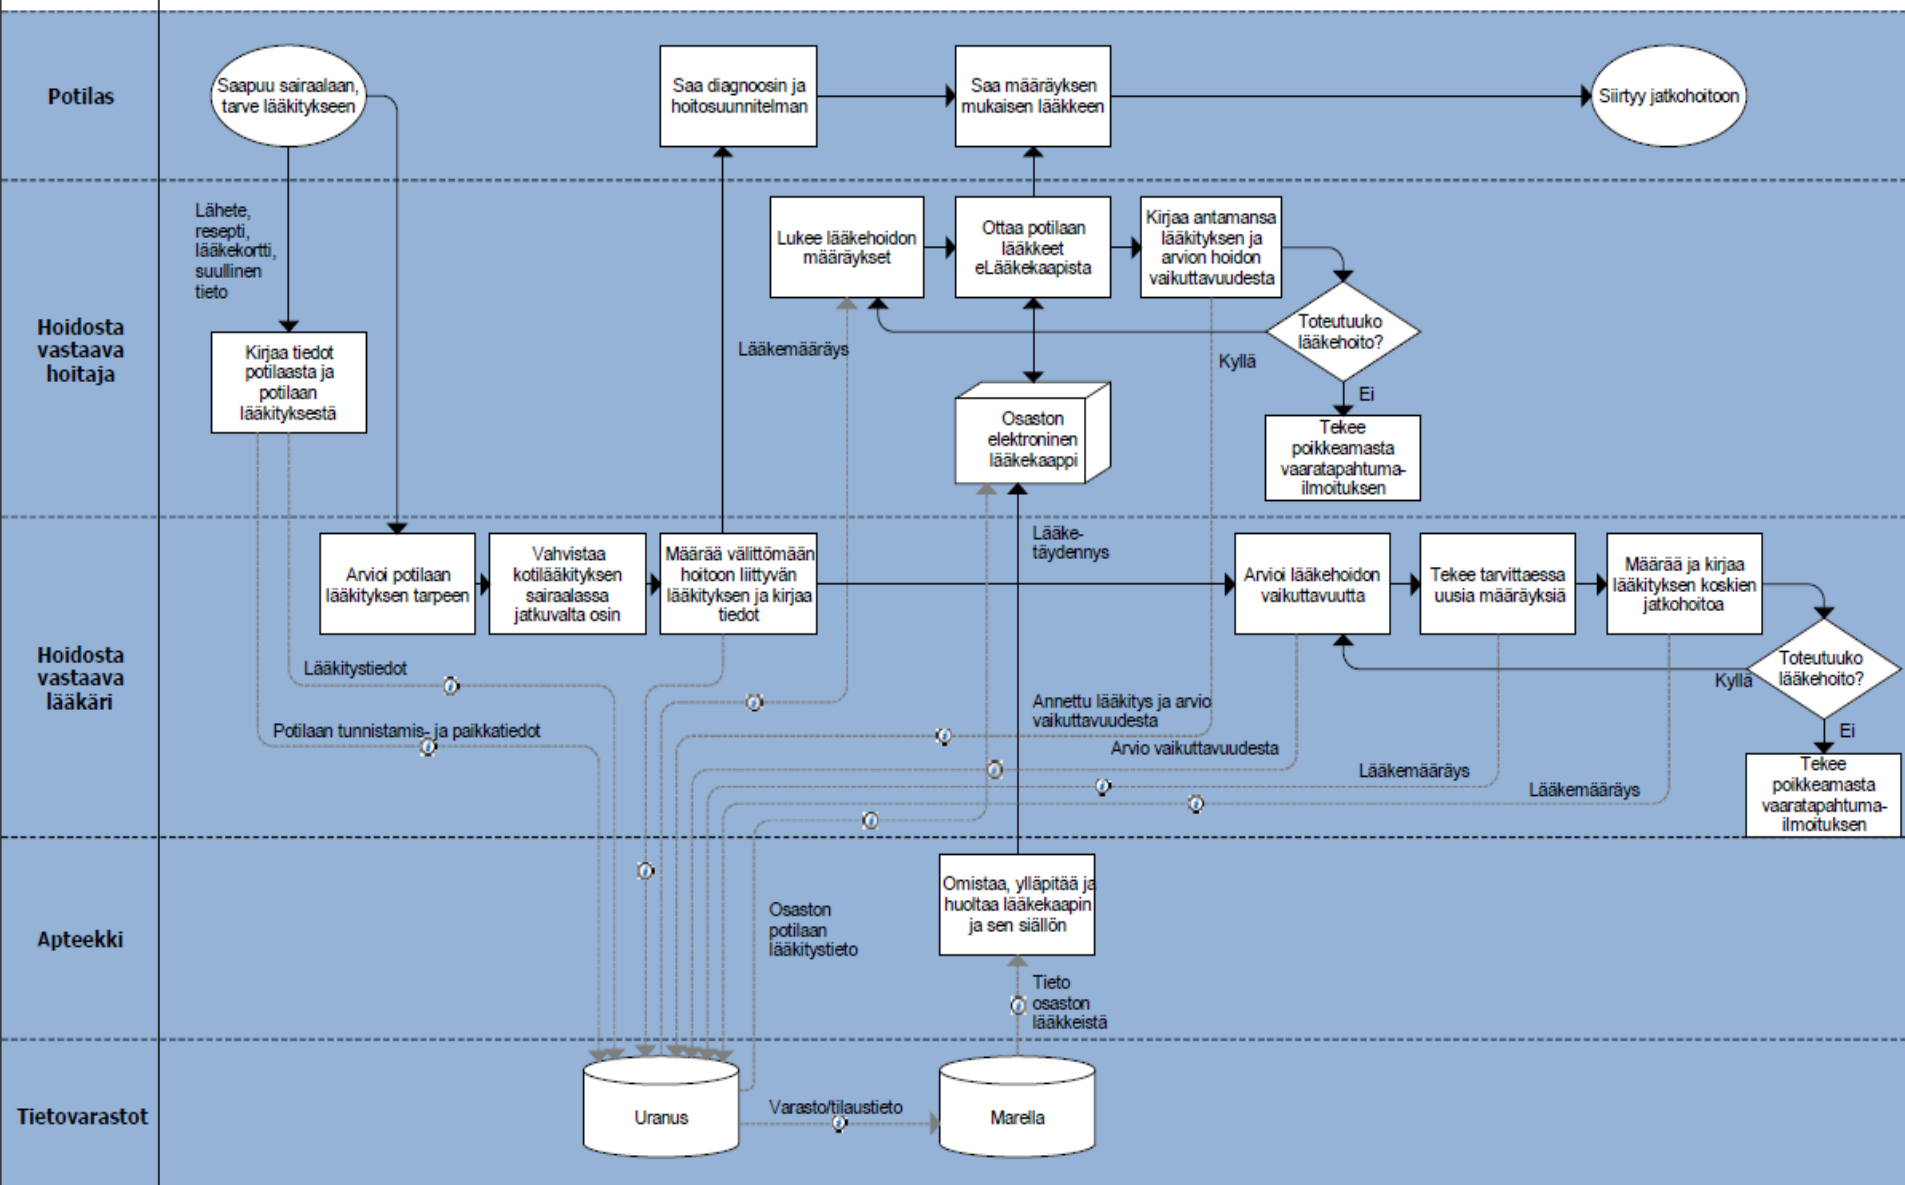 Potilas
Saapuu sairaalaan,
tarve lääkitykseen
Saa diagnoosin ja
hoitosuunnitelman
Saa määräyksen
mukaisen lääkkeen
Siirtyy jatkohoitoon
Hoidosta
vastaava
hoitaja
Lähete,
resepti,
lääkekortti,
suullinen
tieto
Kirjaa tiedot
potilaasta ja
potilaan
lääkityksestä
Lukee lääkehoidon
määräykset
Ottaa potilaan
lääkkeet
eLääkekaapista
Kirjaa antamansa
lääkityksen ja
arvion hoidon
vaikuttavuudesta
Toteutuuko
lääkehoito?
Kyllä
Ei
Lääkemääräys
Osaston
elektroninen
lääkekaappi
Tekee
poikkeamasta
vaaratapahtuma-
ilmoituksen
Hoidosta
vastaava
lääkäri
Arvioi potilaan
lääkityksen tarpeen
Vahvistaa
kotilääkityksen
sairaalassa
jatkuvalta osin
Määrää välittömään
hoitoon liittyvän
lääkityksen ja kirjaa
tiedot
Lääke-
täydennys
Arvioi lääkehoidon
vaikuttavuutta
Tekee tarvittaessa
uusia määräyksiä
Määrää ja kirjaa
lääkityksen koskien
jatkohoitoa
Toteutuuko
lääkehoito?
Kyllä
Ei
Tekee
poikkeamasta
vaaratapahtuma-
ilmoituksen
Lääkitystiedot
Potilaan tunnistamis- ja paikkatiedot
Annettu lääkitys ja arvio
vaikuttavuudesta
Arvio vaikuttavuudesta
Lääkemääräys
Lääkemääräys
Apteekki
Osaston
potilaan
lääkitystieto
Omistaa, ylläpitää ja
huoltaa lääkekaapin
ja sen siällön
Tieto
osaston
lääkkeistä
Tietovarastot
Uranus
Varasto/tilaustieto
Marella